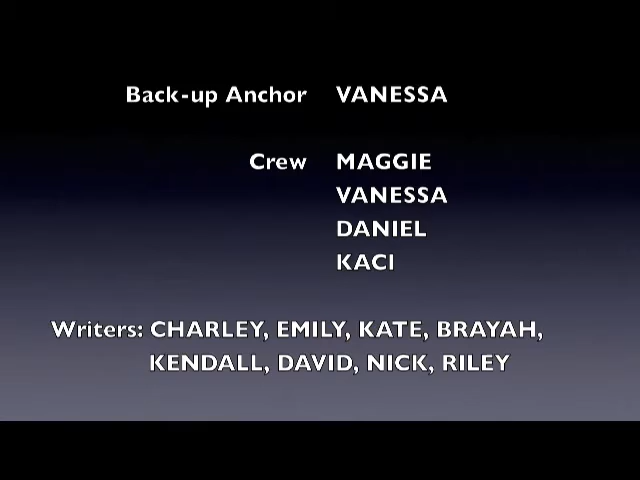 Back-up Anchor VANESSA
Crew MAGGIE
VANESSA
DANIEL
KACI
Writers: CHARLEY, EMILY, KATE, BRAYAH,
KENDALL, DAVID, NICK, RILEY